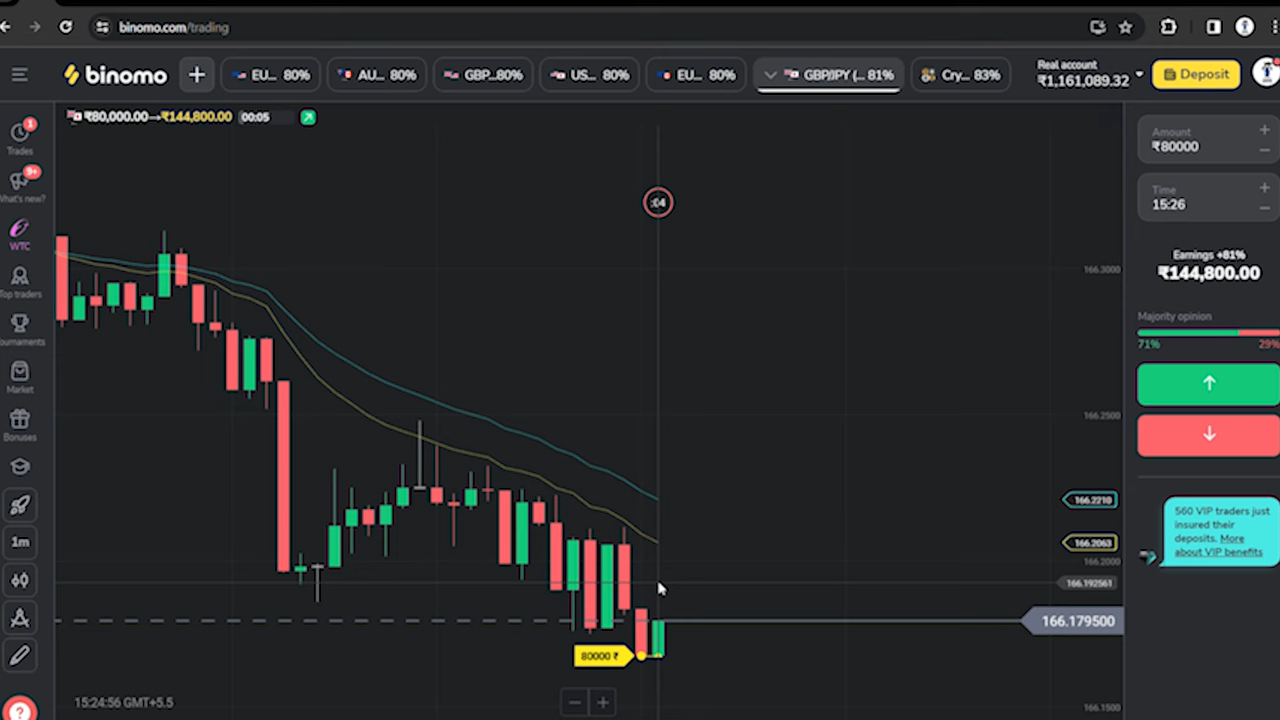 binomo.com/trading
binomo
+
EU... 80%
AU... 80%
GBP...80%
US... 80%
EU... 80%
GBP/JPY (... 81%
Cry... 83%
Real account
₹1,161,089.32
Deposit
₹80,000.00→₹144,800.00 00:05
1
Trades
9+
What's new?
WTC
Top traders
ournaments
Market
Bonuses
1m
?
:04
166.3000
166.2500
166.2210
166.2063
166.2000
166.192561
166.179500
166.1500
80000 ₹
15:24:56 GMT+5.5
− +
Amount
₹80000
Time
15:26
Earnings +81%
₹144,800.00
Majority opinion
71% 29%
560 VIP traders just
insured their
deposits. More
about VIP benefits